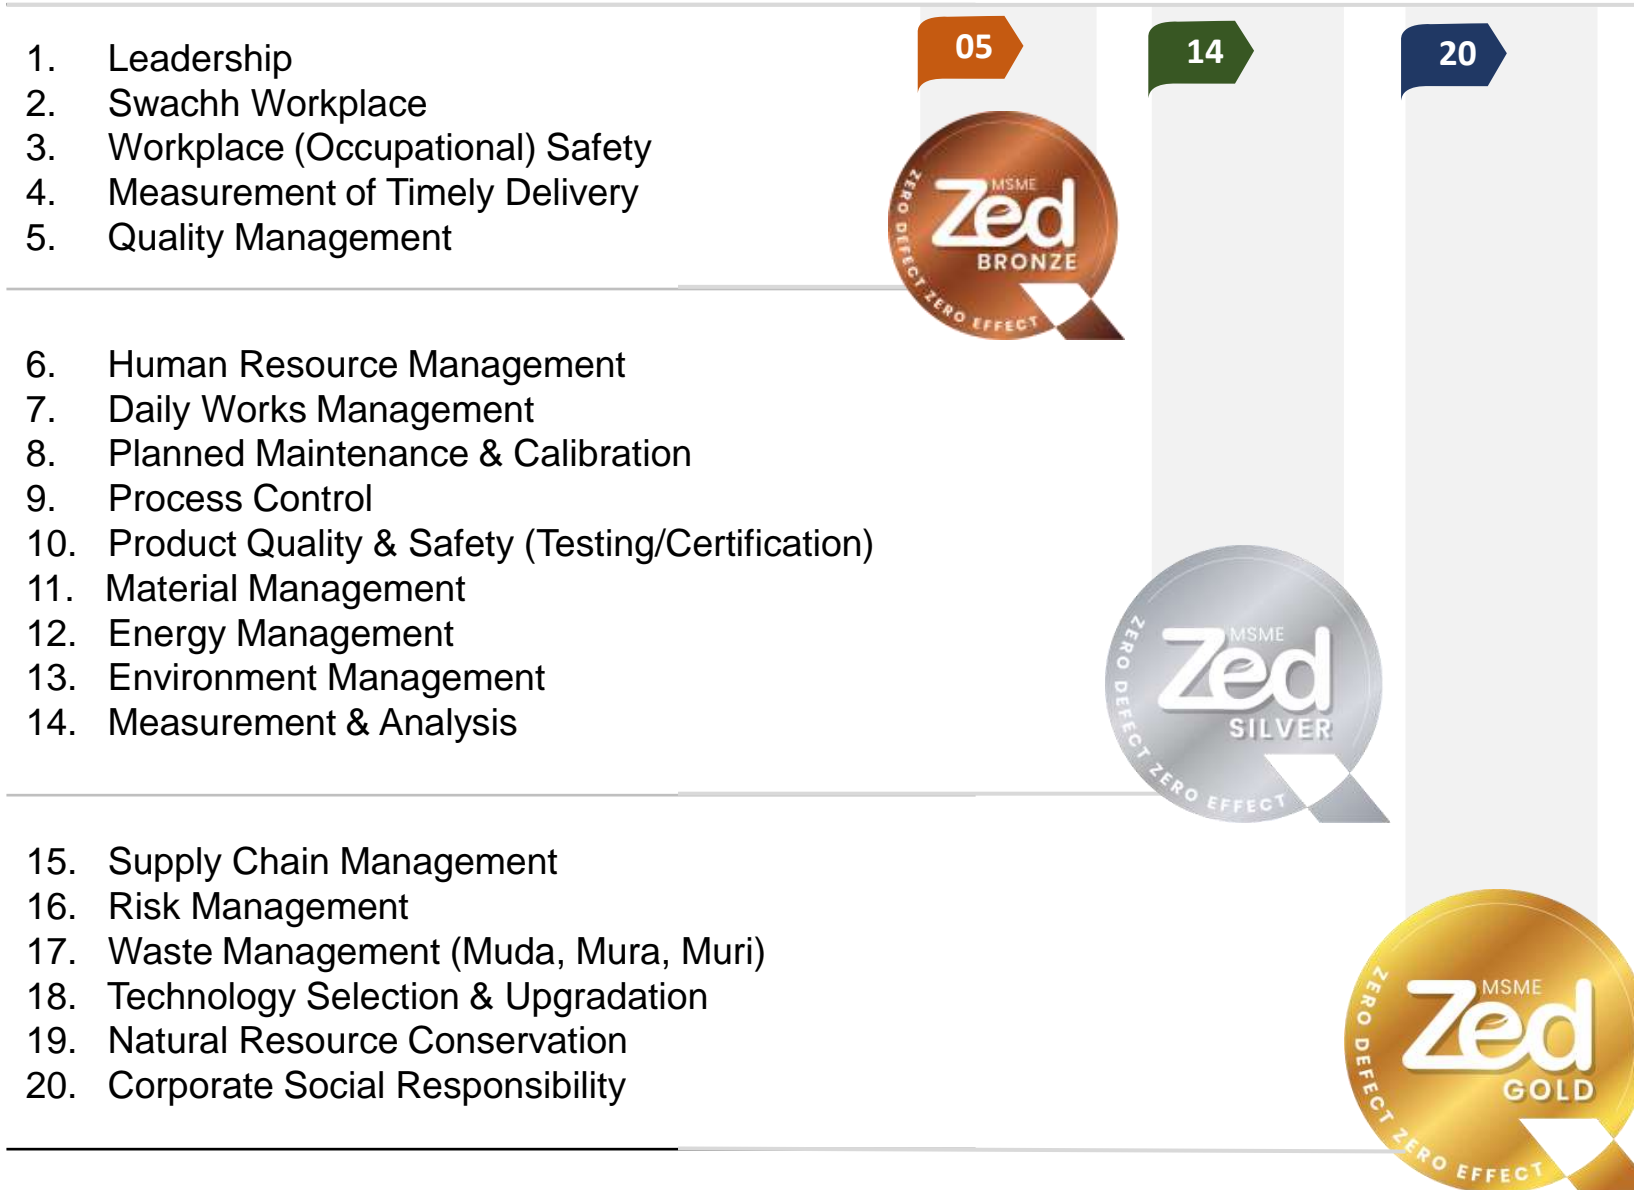 05
14
20
1. Leadership
2. Swachh Workplace
3. Workplace (Occupational) Safety
4. Measurement of Timely Delivery
5. Quality Management
MSME
Zed
BRONZE
ZERO DEFECT ZERO EFFECT
6. Human Resource Management
7. Daily Works Management
8. Planned Maintenance & Calibration
9. Process Control
10. Product Quality & Safety (Testing/Certification)
11. Material Management
12. Energy Management
13. Environment Management
14. Measurement & Analysis
MSME
Zed
SILVER
ZERO DEFECT ZERO EFFECT
15. Supply Chain Management
16. Risk Management
17. Waste Management (Muda, Mura, Muri)
18. Technology Selection & Upgradation
19. Natural Resource Conservation
20. Corporate Social Responsibility
MSME
Zed
GOLD
ZERO DEFECT ZERO EFFECT